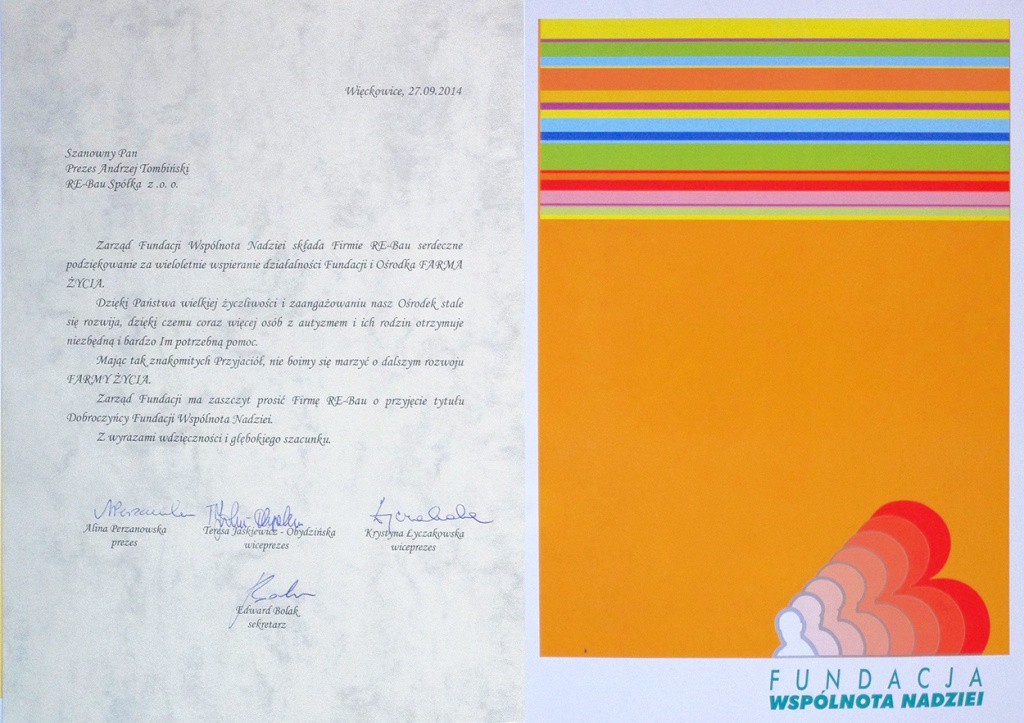 Więckowice, 27.09.2014
Szanowny Pan
Prezes Andrzej Tombiński
RE-Bau Spółka z .o. o.
Zarząd Fundacji Wspólnota Nadziei składa Firmie RE-Bau serdeczne
podziękowanie za wieloletnie wspieranie działalności Fundacji i Ośrodka FARMA
ŻYCIA.
Dzięki Państwa wielkiej życzliwości i zaangażowaniu nasz Ośrodek stale
się rozwija, dzięki czemu coraz więcej osób z autyzmem i ich rodzin otrzymuje
niezbędną i bardzo Im potrzebną pomoc.
Mając tak znakomitych Przyjaciół, nie boimy się marzyć o dalszym rozwoju
FARMY ŻYCIA.
Zarząd Fundacji ma zaszczyt prosić Firmę RE-Bau o przyjęcie tytułu
Dobroczyńcy Fundacji Wspólnota Nadziei.
Z wyrazami wdzięczności i głębokiego szacunku.
Alina Perzanowska
prezes
Teresa Jaśkiewicz - Obydzińska
wiceprezes
Krystyna Łyczakowska
wiceprezes
Edward Bolak
sekretarz
FUNDACJA
WSPÓLNOTA NADZIEI